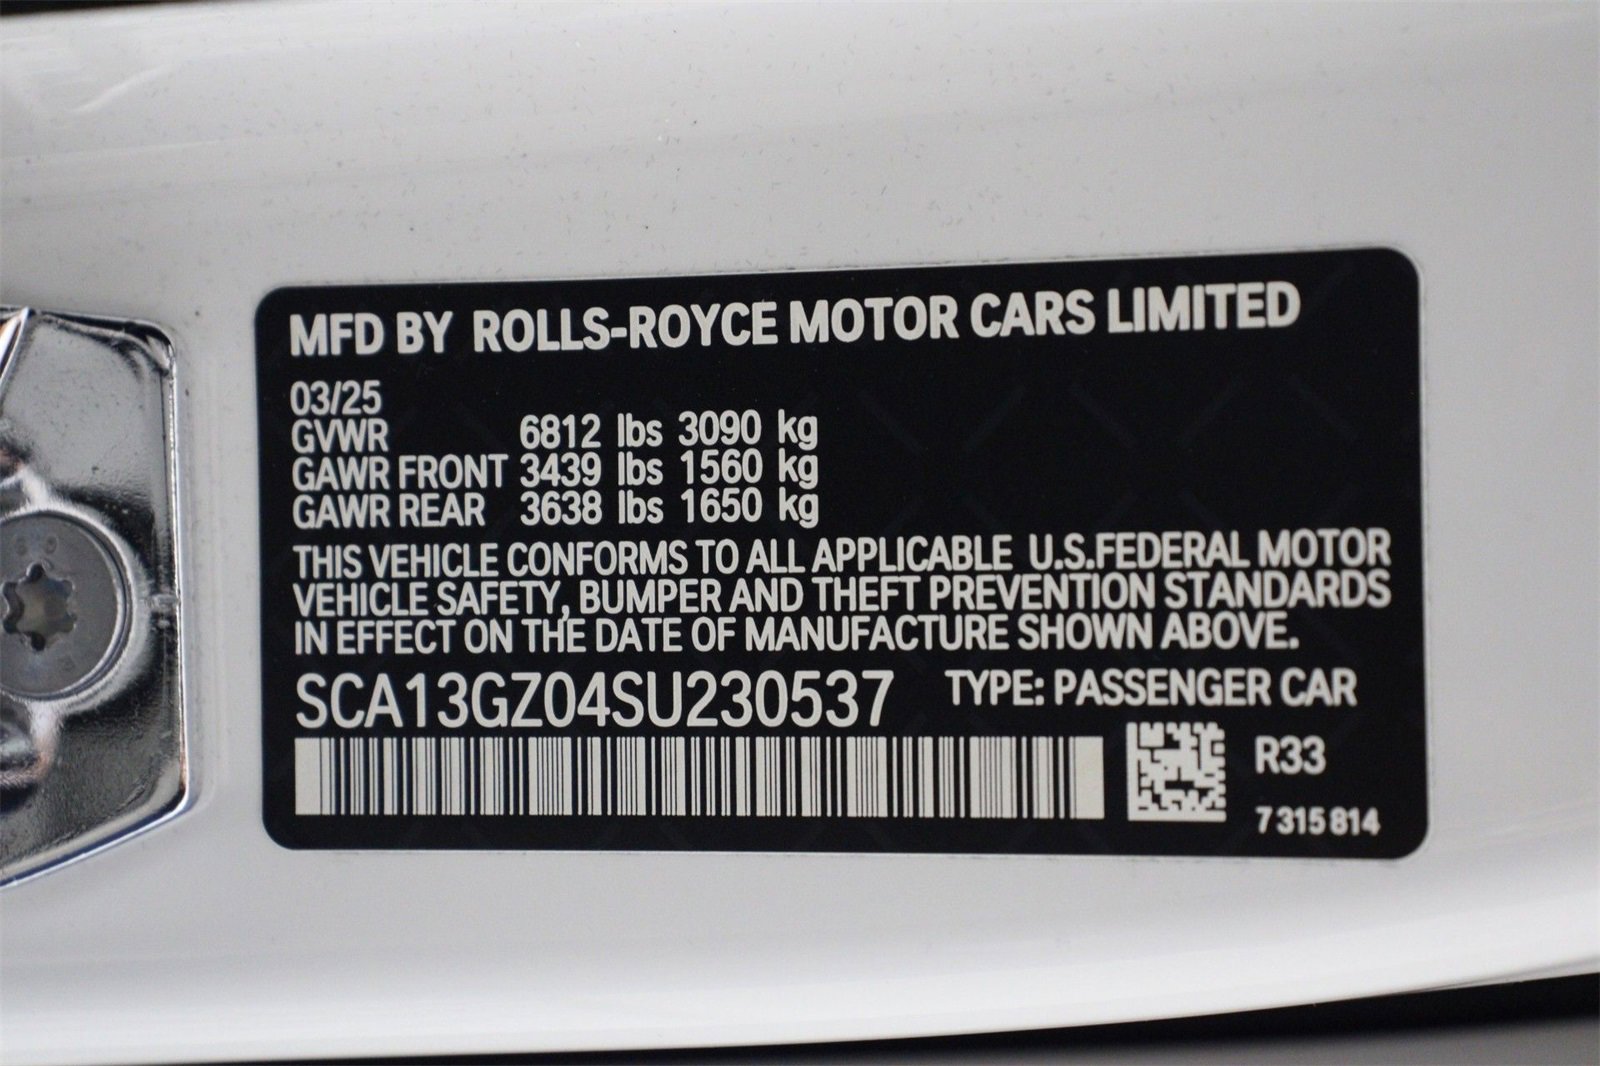 MFD BY ROLLS-ROYCE MOTOR CARS LIMITED
03/25
GVWR 6812 lbs 3090 kg
GAWR FRONT 3439 lbs 1560 kg
GAWR REAR 3638 lbs 1650 kg
THIS VEHICLE CONFORMS TO ALL APPLICABLE U.S.FEDERAL MOTOR
VEHICLE SAFETY, BUMPER AND THEFT PREVENTION STANDARDS
IN EFFECT ON THE DATE OF MANUFACTURE SHOWN ABOVE.
SCA13GZ04SU230537 TYPE: PASSENGER CAR
R33
7 315 814